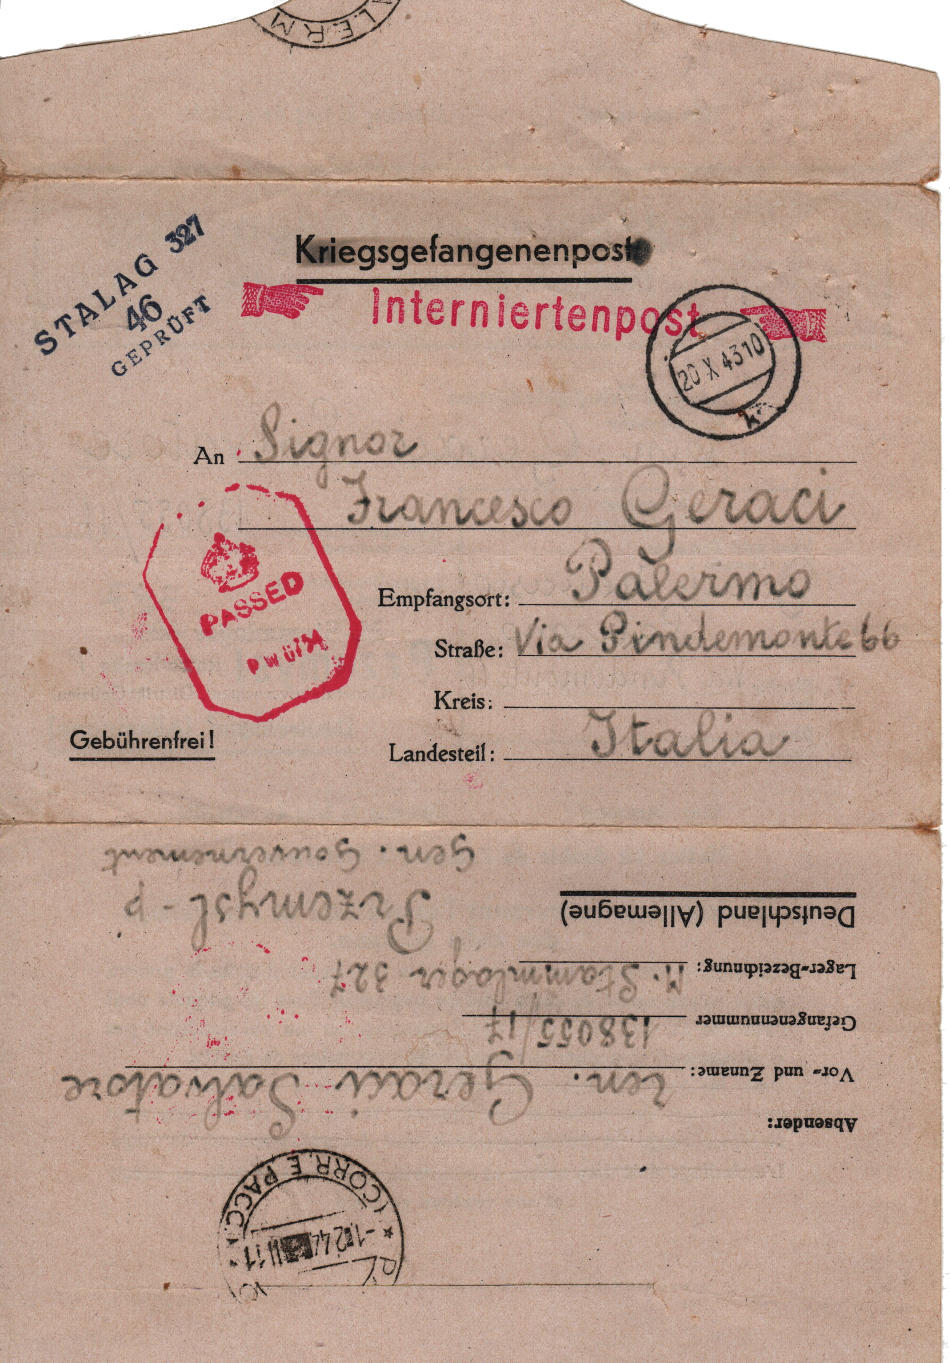 STALAG 327
46
GEPRÜFT
Kriegsgefangenenpost
Interniertenpost
20 X 43 10
k
An Signor
Francesco Geraci
PASSED
Empfangsort: Palermo
Straße: Via Pindemonte 66
Kreis:
Gebührenfrei!
Landesteil: Italia
Absender:
Vor- und Zuname: ten. Geraci Salvatore
Gefangenennummer 138055/17
Lager-Bezeichnung: M. Stammlager 327
Przemysl - p
Deutschland (Allemagne)
Gen. Gouvernement
(CORR. E PACC